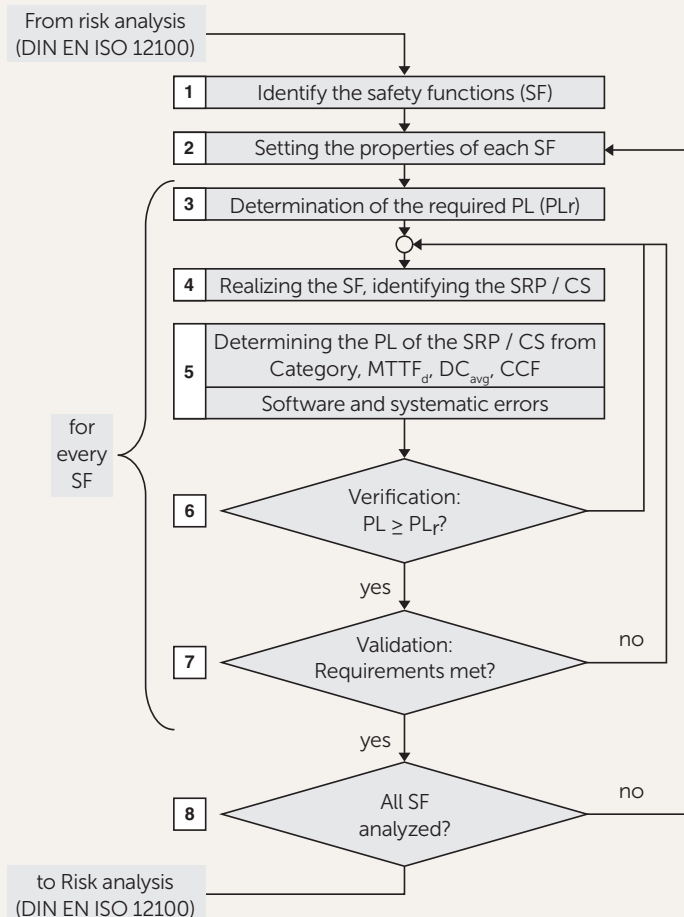 From risk analysis
(DIN EN ISO 12100)
1 Identify the safety functions (SF)
2 Setting the properties of each SF
3 Determination of the required PL (PLr)
4 Realizing the SF, identifying the SRP / CS
5 Determining the PL of the SRP / CS from
Category, MTTFd, DCavg, CCF
Software and systematic errors
for
every
SF
6 Verification:
PL ≥ PLr?
yes
7 Validation:
Requirements met?
no
yes
8 All SF
analyzed?
no
to Risk analysis
(DIN EN ISO 12100)